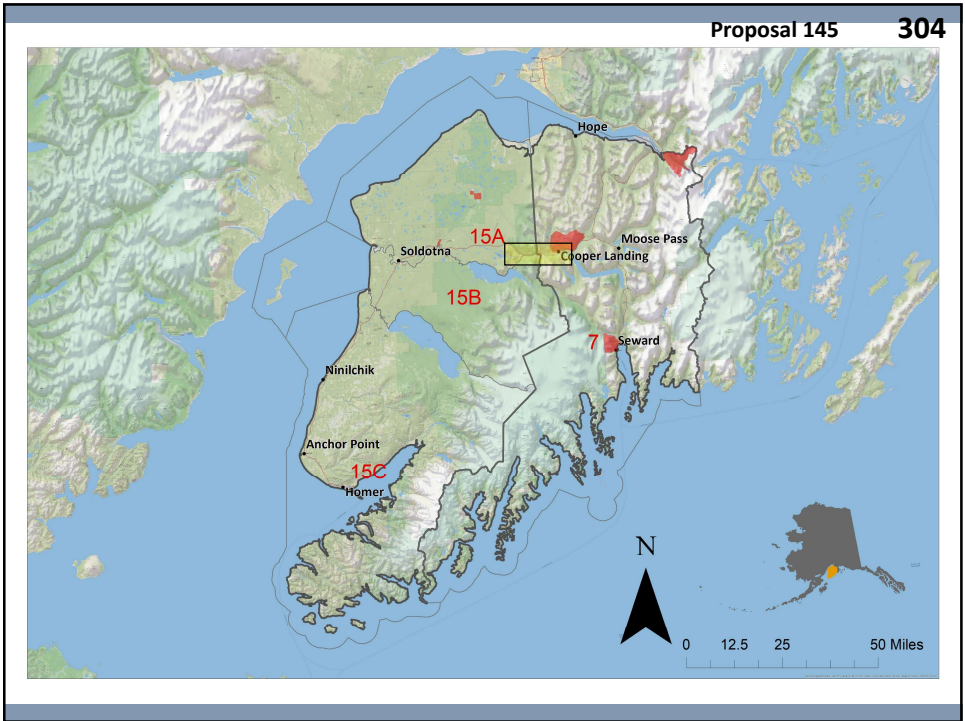 Proposal 145 304
Hope
15A
Moose Pass
Soldotna
Cooper Landing
15B
7
Seward
Ninilchik
Anchor Point
15C
Homer
N
0 12.5 25 50 Miles